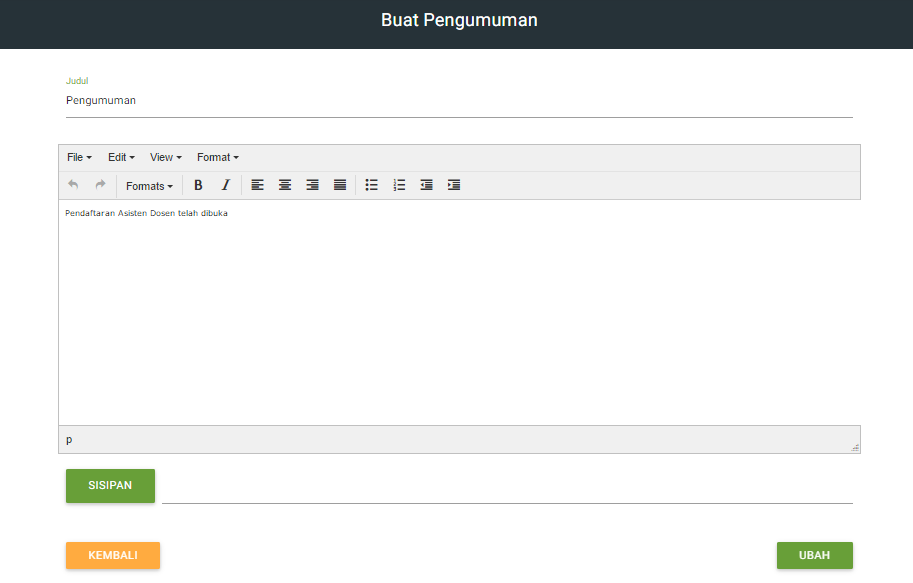 Buat Pengumuman
Judul
Pengumuman
File Edit View Format
Formats B I
Pendaftaran Asisten Dosen telah dibuka
p
SISIPAN
KEMBALI UBAH